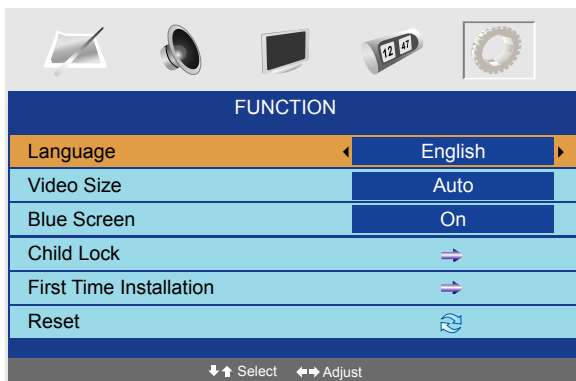 12 47
FUNCTION
Language English
Video Size Auto
Blue Screen On
Child Lock
First Time Installation
Reset
Select Adjust